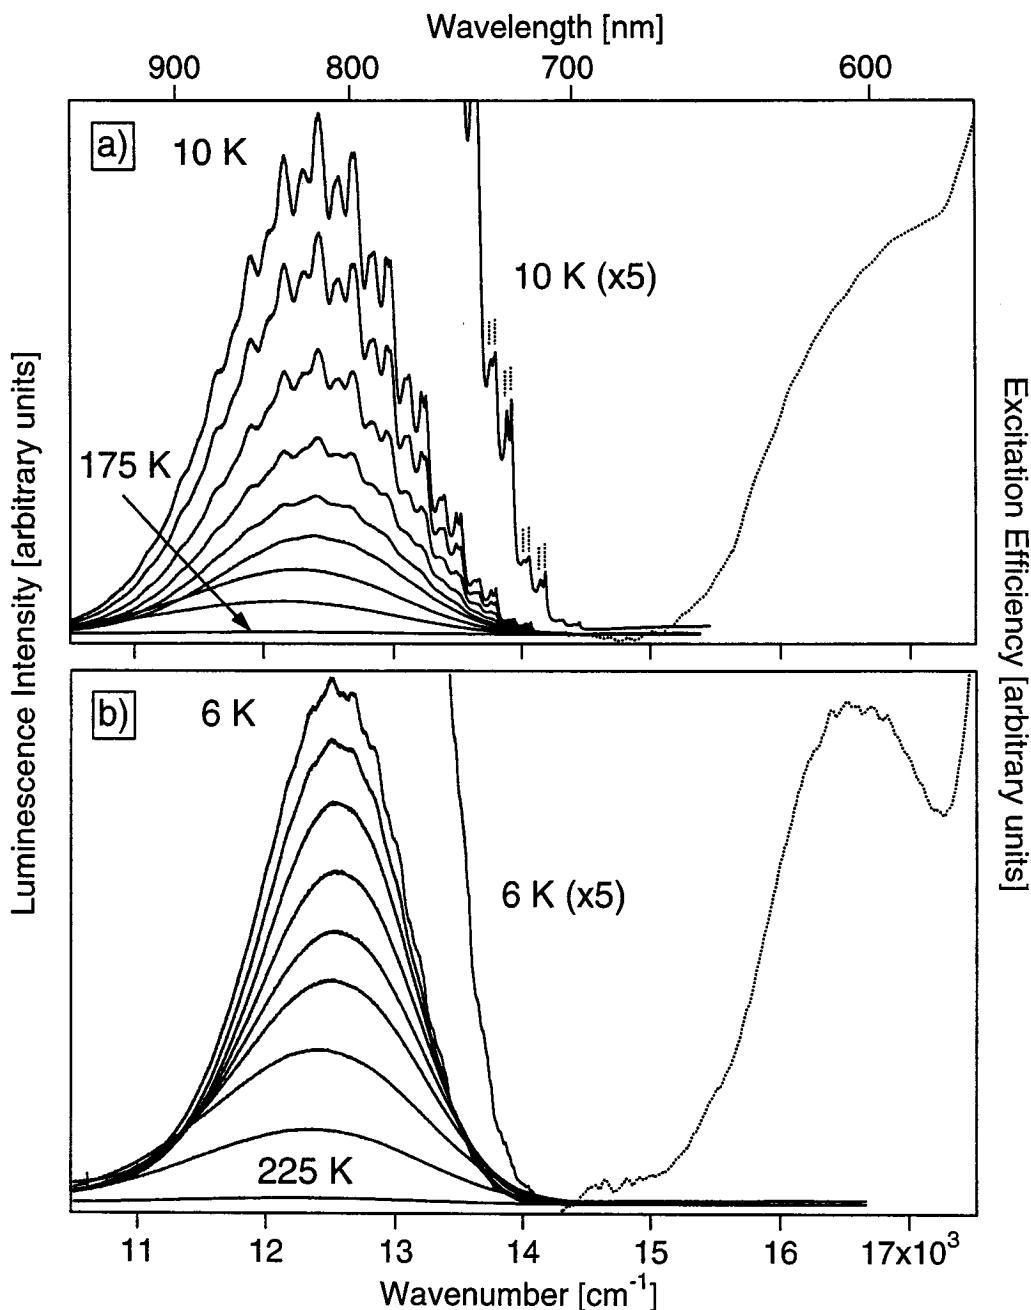 Wavelength [nm]
900 800 700 600
a) 10 K
10 K (x5)
175 K
Luminescence Intensity [arbitrary units]
Excitation Efficiency [arbitrary units]
b) 6 K
6 K (x5)
225 K
11 12 13 14 15 16 17x10³
Wavenumber [cm⁻¹]